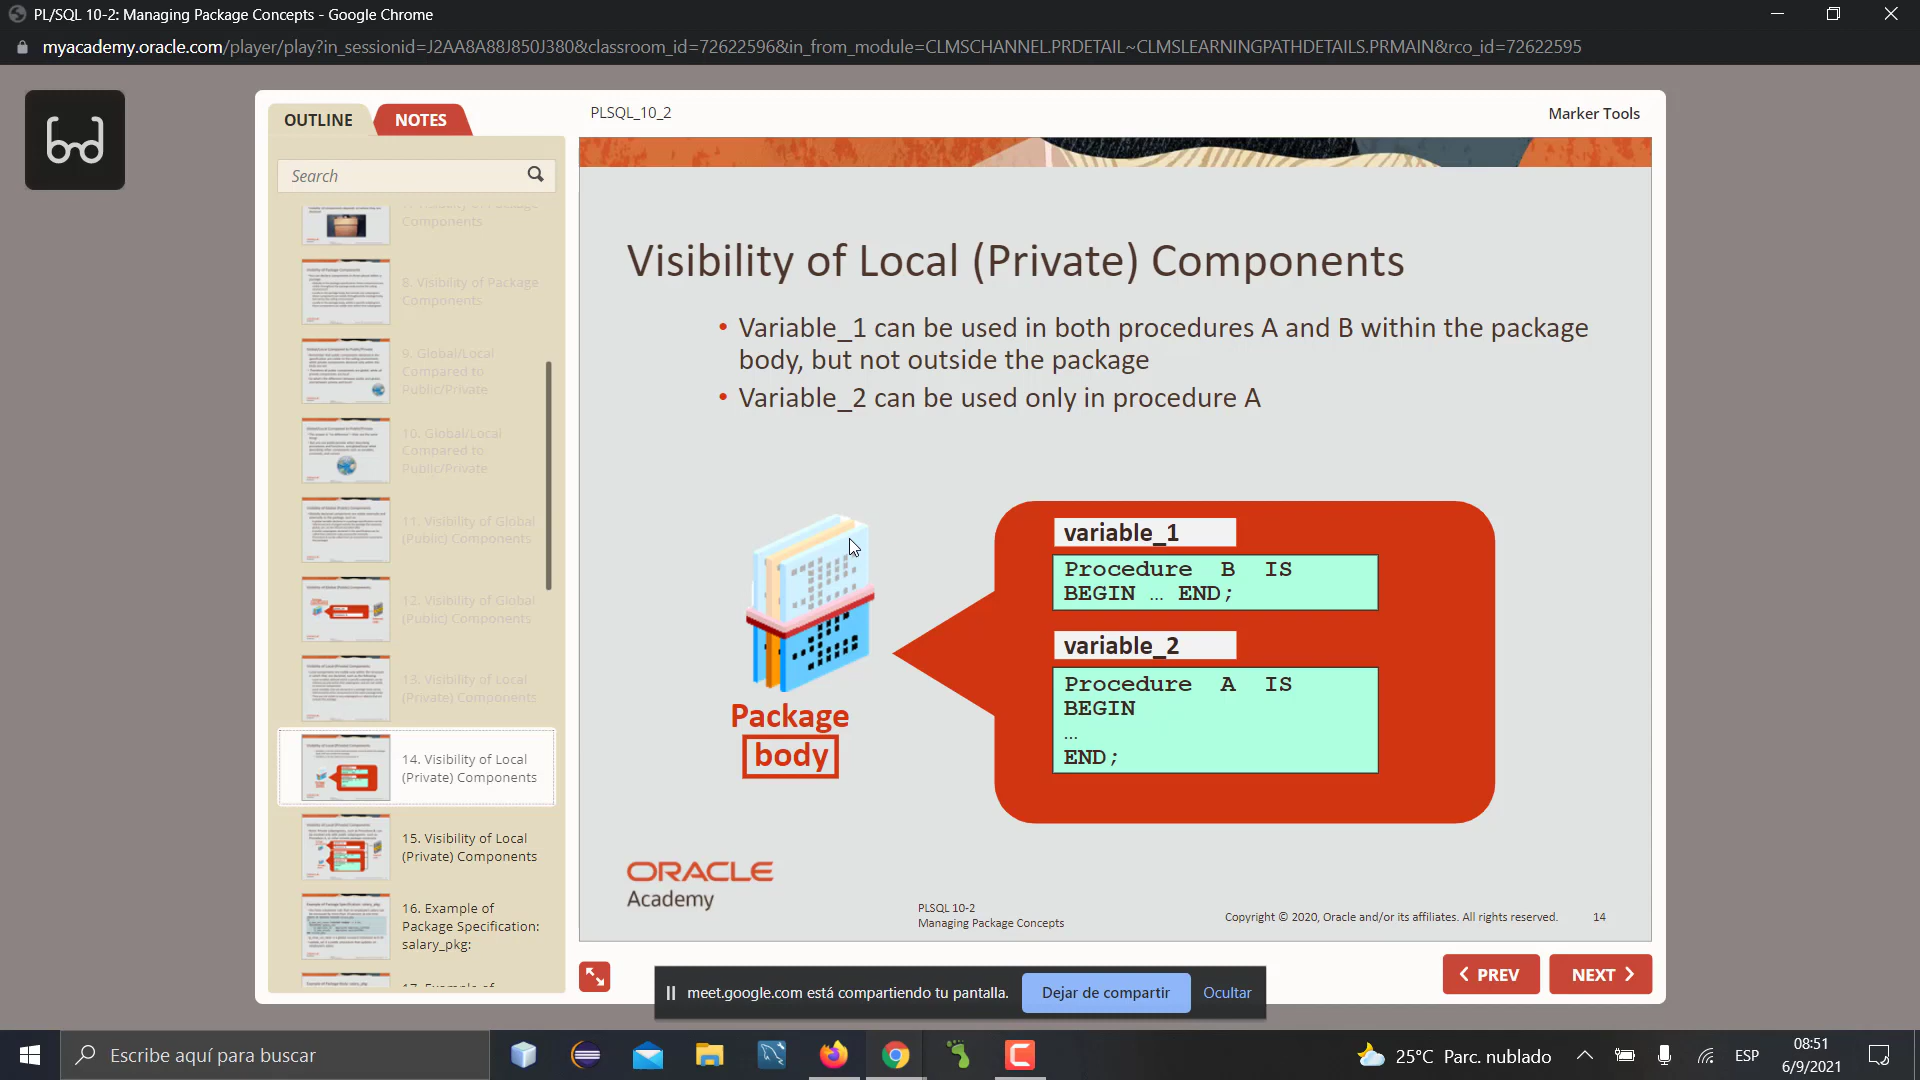 PL/SQL 10-2: Managing Package Concepts - Google Chrome
myacademy.oracle.com/player/play?in_sessionid=J2AA8A88J850J380&classroom_id=72622596&in_from_module=CLMSCHANNEL.PRDETAIL~CLMSLEARNINGPATHDETAILS.PRMAIN&rco_id=72622595
OUTLINE
NOTES
PLSQL_10_2
Marker Tools
Search
Components
8. Visibility of Package
Components
9. Global/Local
Compared to
Public/Private
10. Global/Local
Compared to
Public/Private
11. Visibility of Global
(Public) Components
12. Visibility of Global
(Public) Components
13. Visibility of Local
(Private) Components
14. Visibility of Local
(Private) Components
15. Visibility of Local
(Private) Components
16. Example of
Package Specification:
salary_pkg:
17. Example of
Visibility of Local (Private) Components
• Variable_1 can be used in both procedures A and B within the package
body, but not outside the package
• Variable_2 can be used only in procedure A
variable_1
Procedure B IS
BEGIN … END;
variable_2
Procedure A IS
BEGIN
…
END;
Package
body
ORACLE
Academy
PLSQL 10-2
Managing Package Concepts
Copyright © 2020, Oracle and/or its affiliates. All rights reserved.
14
PREV
NEXT
meet.google.com está compartiendo tu pantalla.
Dejar de compartir
Ocultar
Escribe aquí para buscar
25°C Parc. nublado
ESP
08:51
6/9/2021